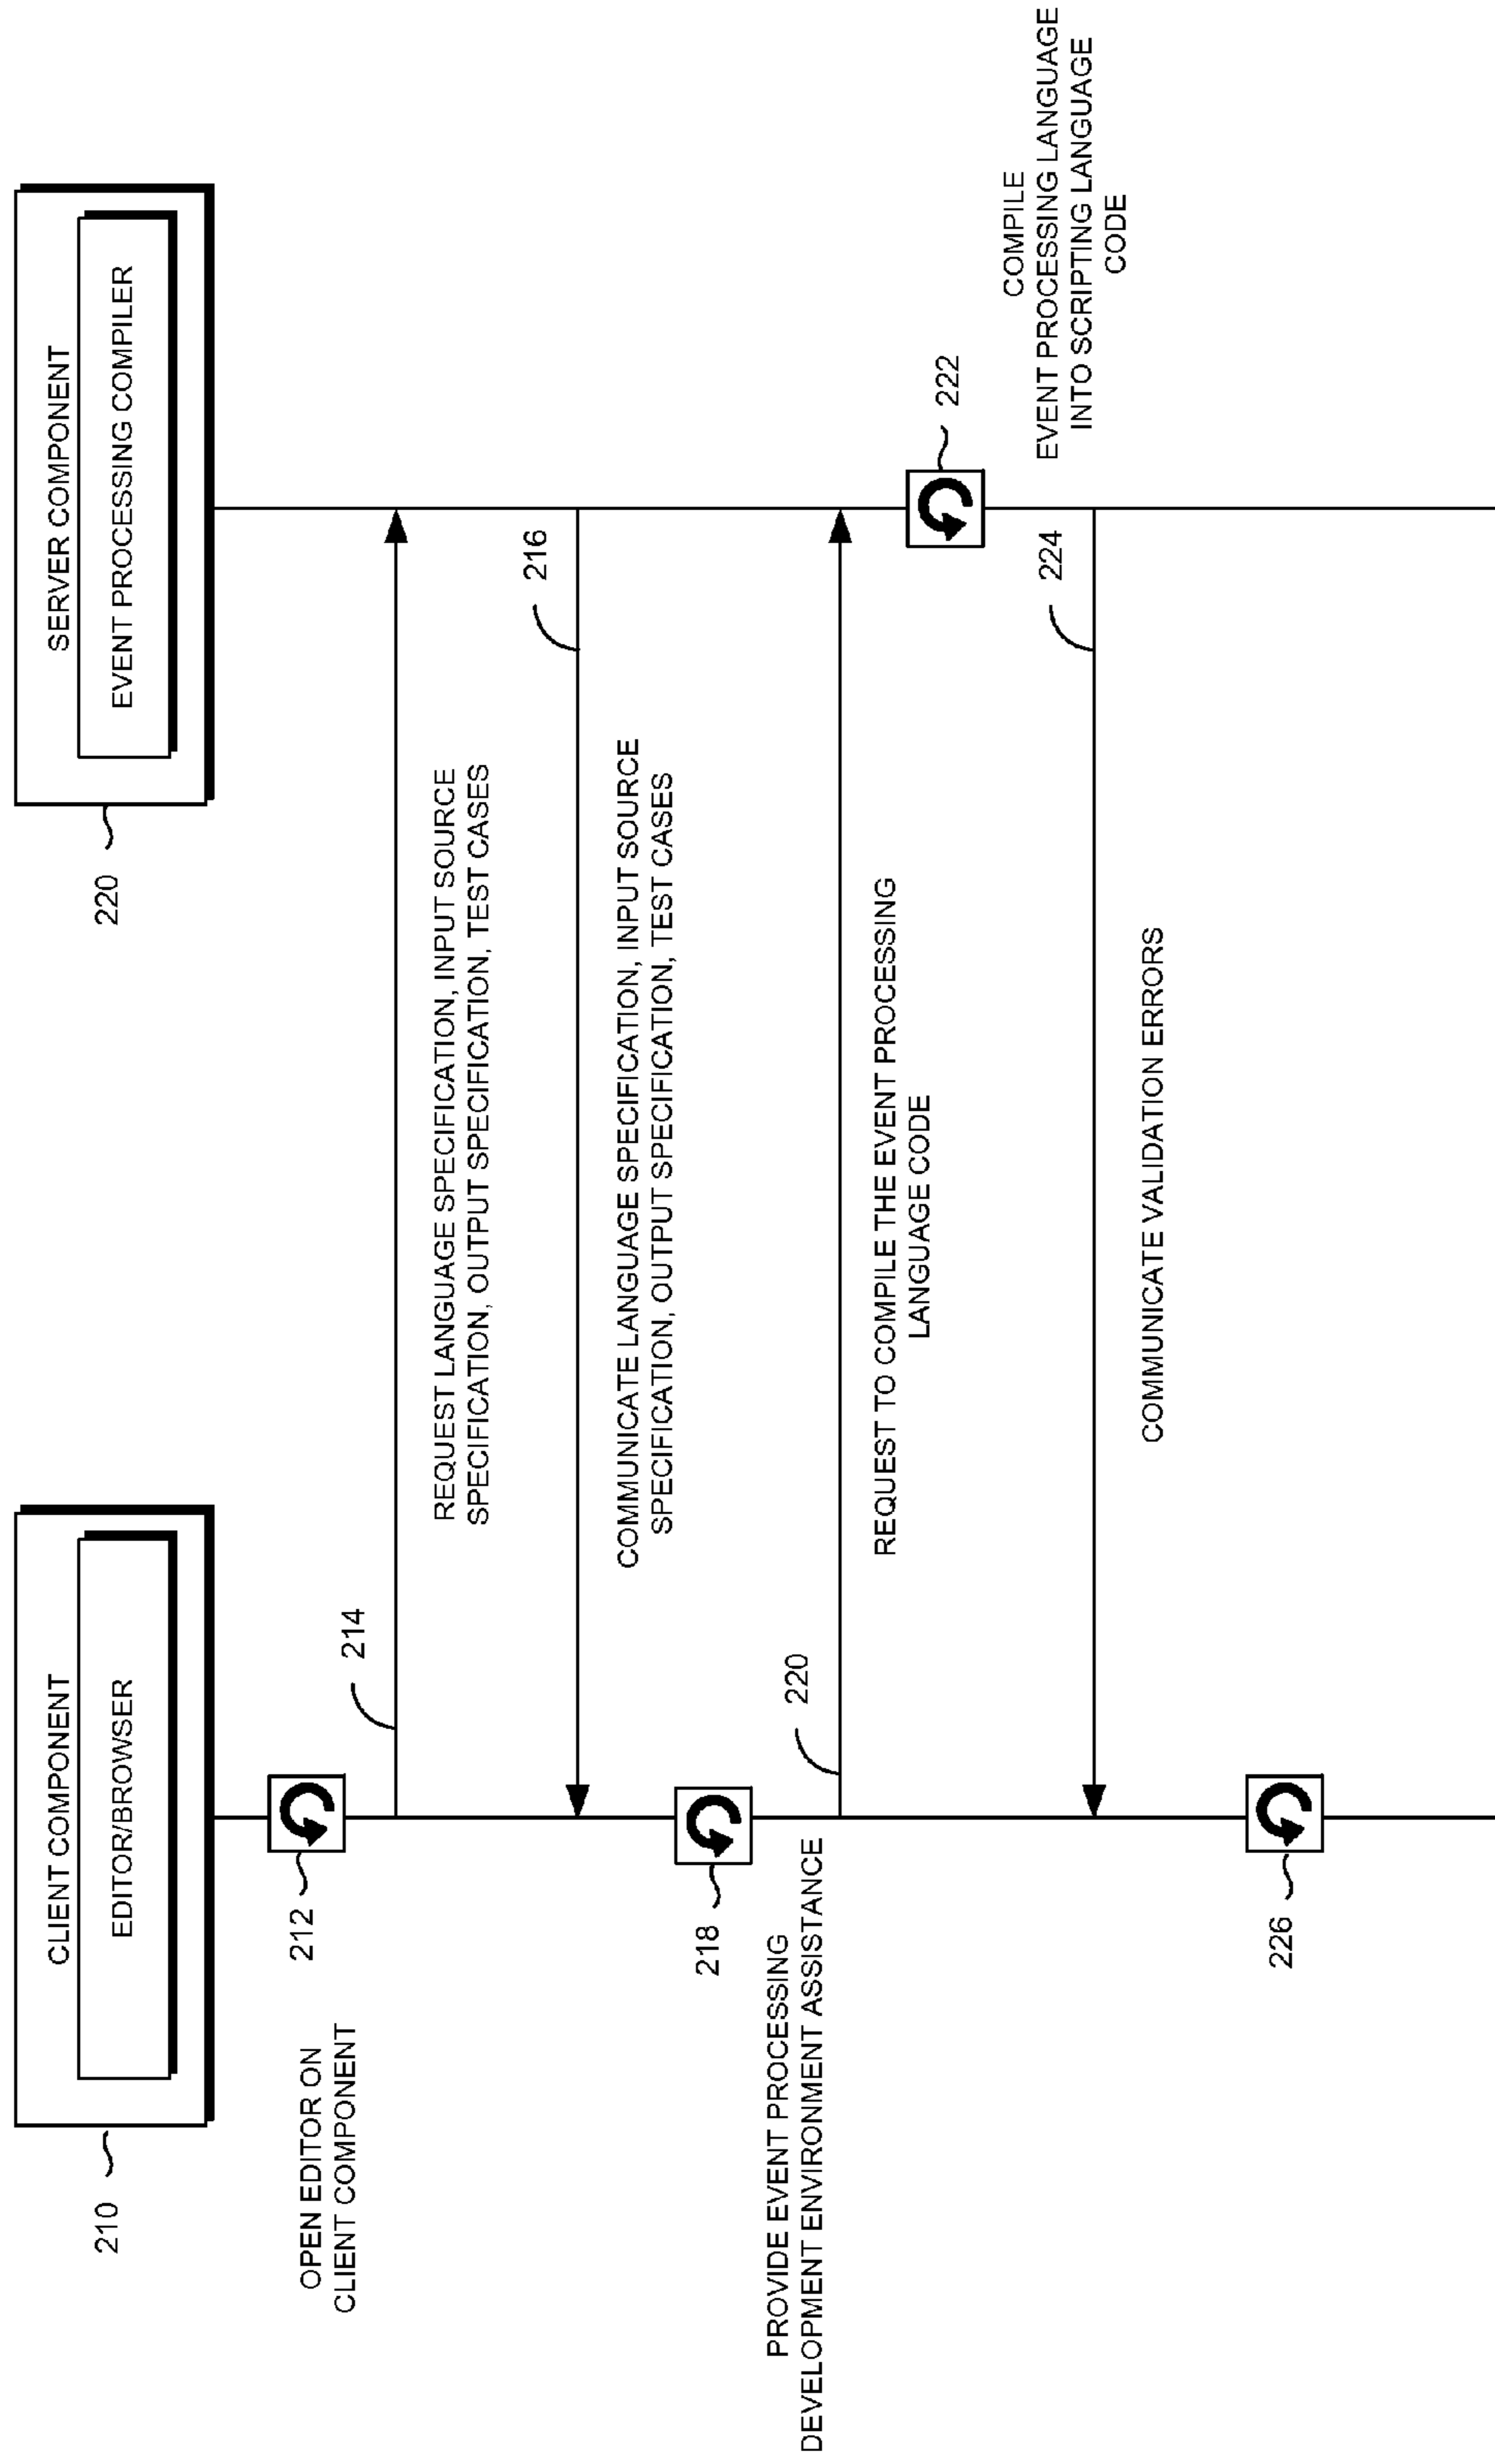 CLIENT COMPONENT
EDITOR/BROWSER
210
SERVER COMPONENT
EVENT PROCESSING COMPILER
220
212
OPEN EDITOR ON
CLIENT COMPONENT
214
REQUEST LANGUAGE SPECIFICATION, INPUT SOURCE
SPECIFICATION, OUTPUT SPECIFICATION, TEST CASES
216
COMMUNICATE LANGUAGE SPECIFICATION, INPUT SOURCE
SPECIFICATION, OUTPUT SPECIFICATION, TEST CASES
218
PROVIDE EVENT PROCESSING
DEVELOPMENT ENVIRONMENT ASSISTANCE
220
REQUEST TO COMPILE THE EVENT PROCESSING
LANGUAGE CODE
222
COMPILE
EVENT PROCESSING LANGUAGE
INTO SCRIPTING LANGUAGE
CODE
224
COMMUNICATE VALIDATION ERRORS
226